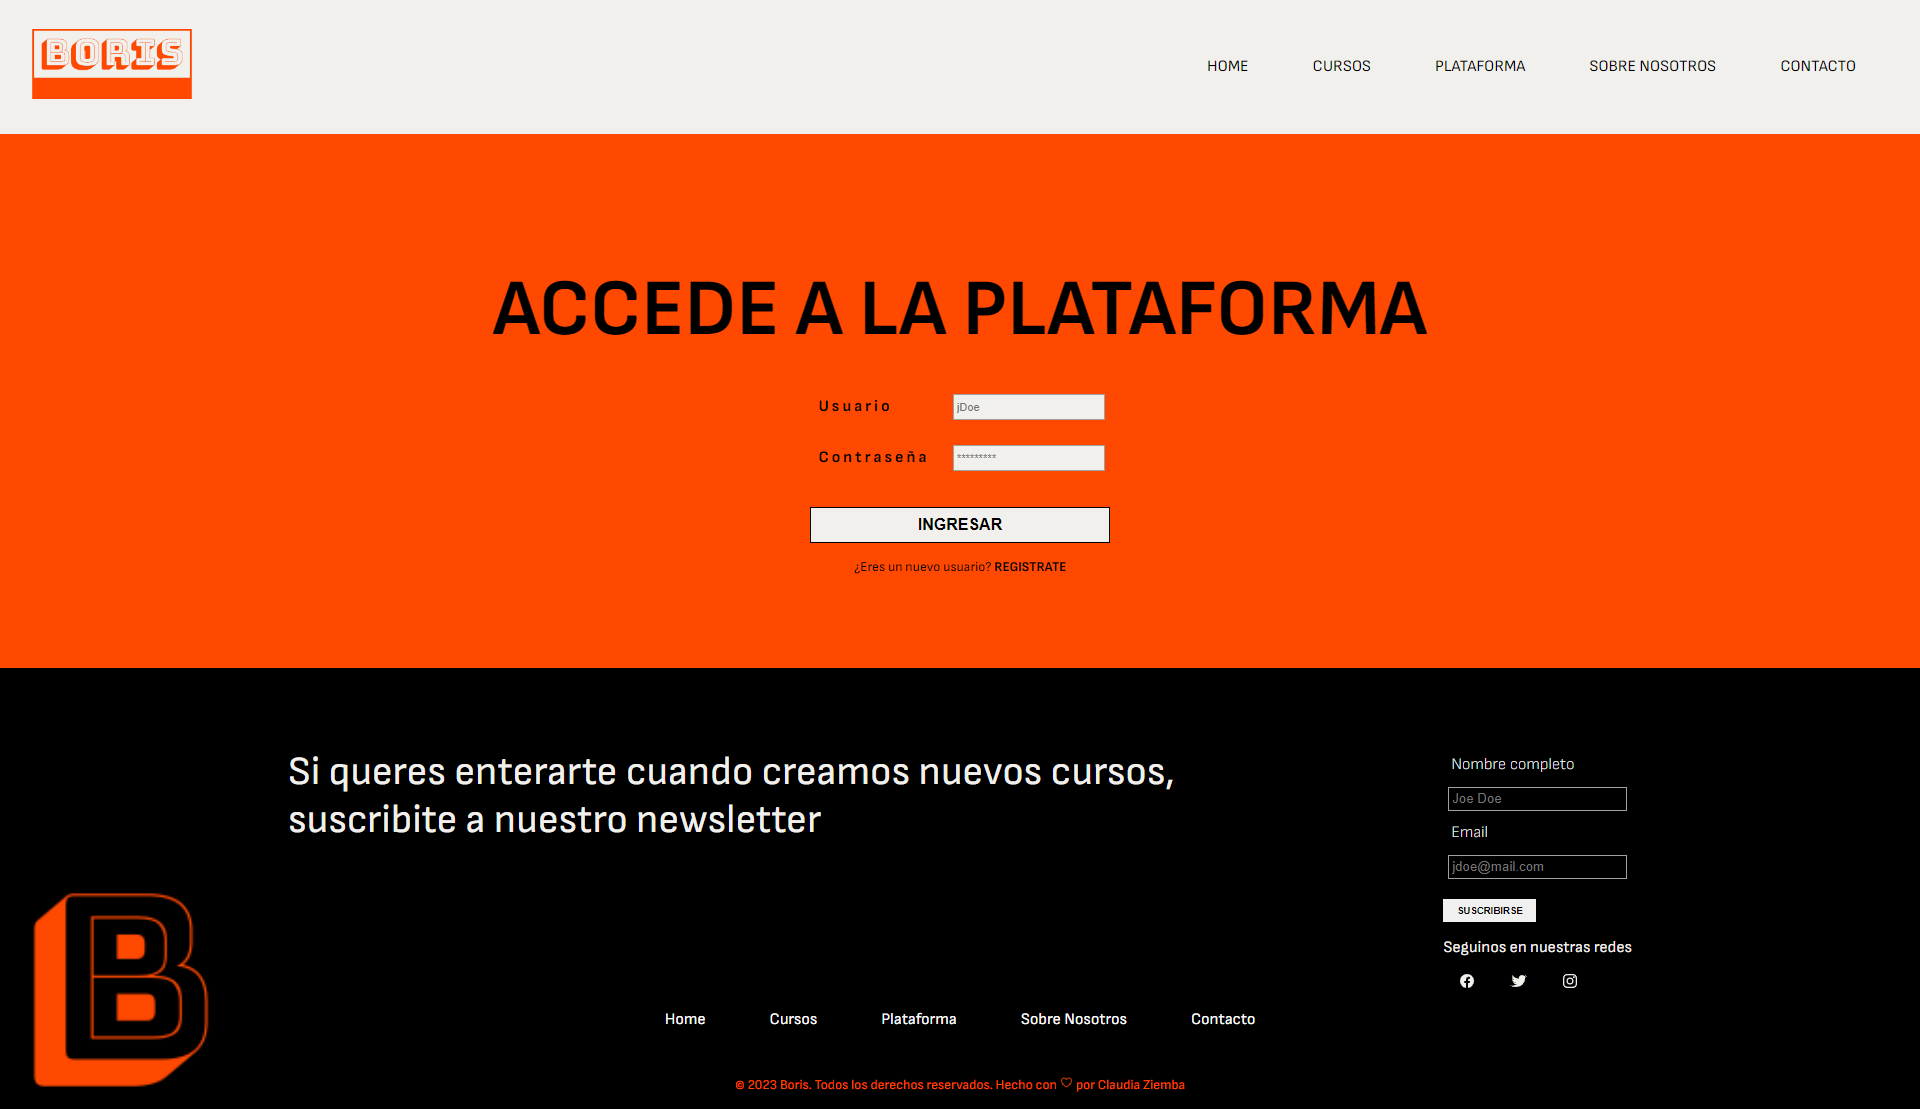 BORIS
HOME
CURSOS
PLATAFORMA
SOBRE NOSOTROS
CONTACTO
ACCEDE A LA PLATAFORMA
Usuario
jDoe
Contraseña
*********
INGRESAR
¿Eres un nuevo usuario? REGISTRATE
Si queres enterarte cuando creamos nuevos cursos,
suscribite a nuestro newsletter
Nombre completo
Joe Doe
Email
jdoe@mail.com
SUSCRIBIRSE
Seguinos en nuestras redes
B
Home
Cursos
Plataforma
Sobre Nosotros
Contacto
© 2023 Boris. Todos los derechos reservados. Hecho con ♡ por Claudia Ziemba